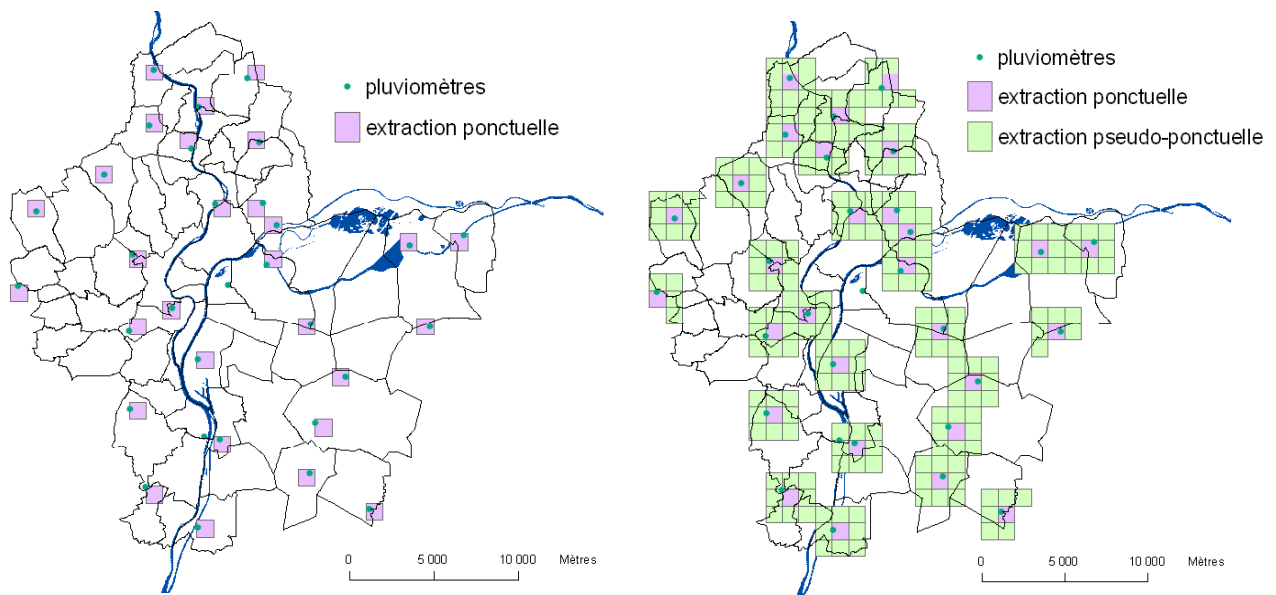 pluviomètres
extraction ponctuelle
0 5 000 10 000 Mètres
pluviomètres
extraction ponctuelle
extraction pseudo-ponctuelle
0 5 000 10 000 Mètres